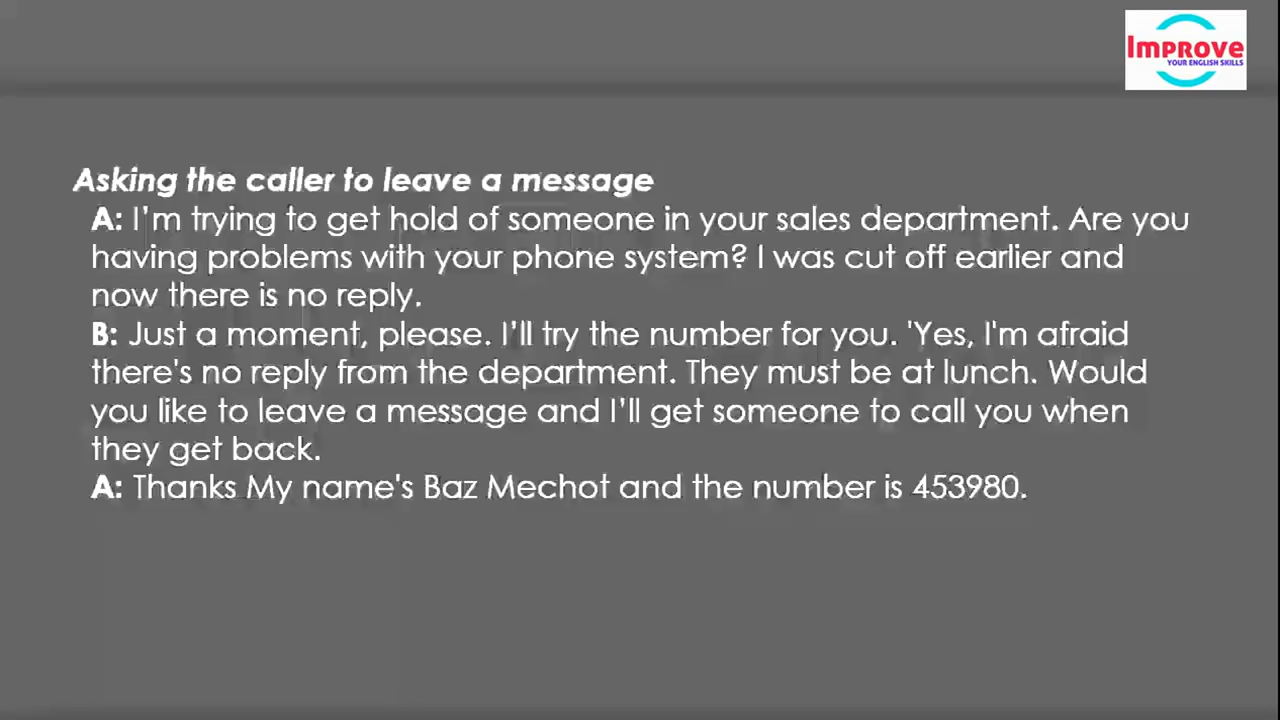 Improve
YOUR ENGLISH SKILLS
Asking the caller to leave a message
A: I’m trying to get hold of someone in your sales department. Are you
having problems with your phone system? I was cut off earlier and
now there is no reply.
B: Just a moment, please. I’ll try the number for you. 'Yes, I'm afraid
there's no reply from the department. They must be at lunch. Would
you like to leave a message and I’ll get someone to call you when
they get back.
A: Thanks My name's Baz Mechot and the number is 453980.